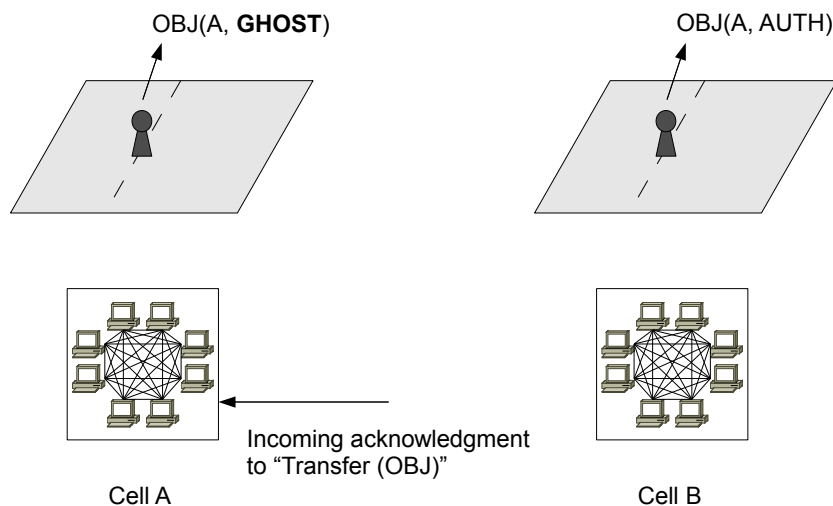 OBJ(A, GHOST)
OBJ(A, AUTH)
Incoming acknowledgment
to “Transfer (OBJ)”
Cell A
Cell B